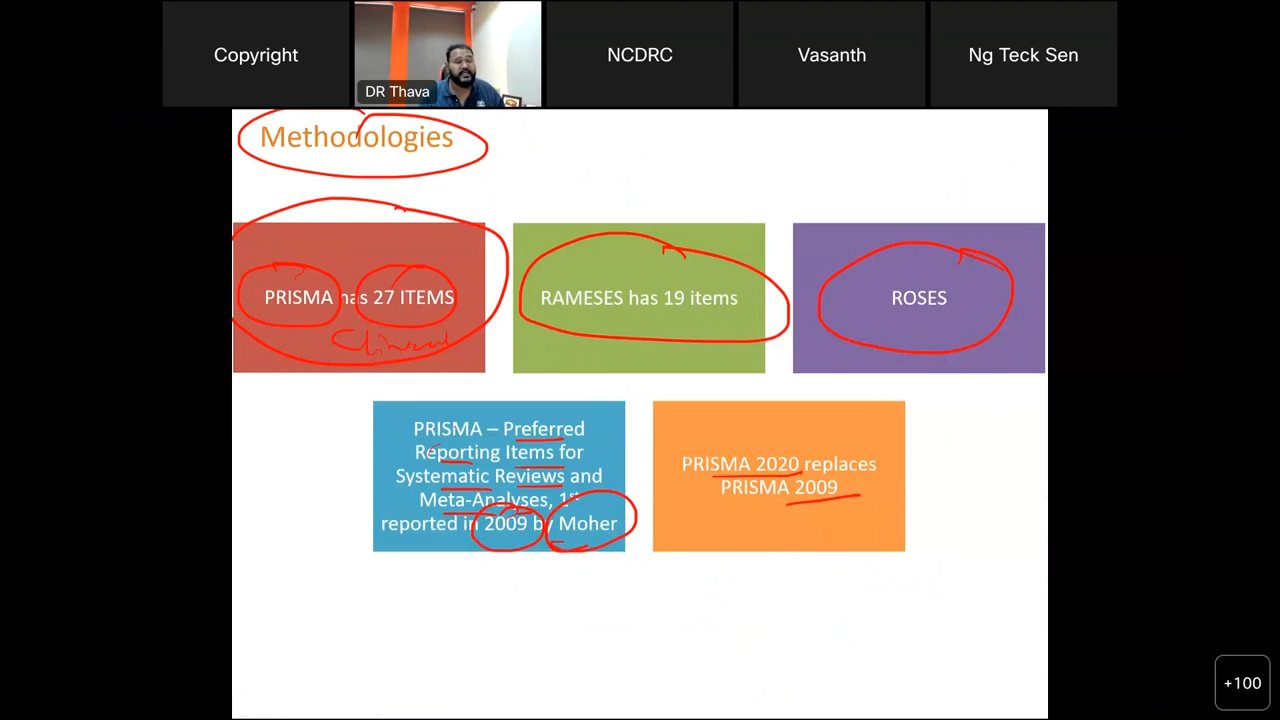 Copyright
DR Thava
NCDRC
Vasanth
Ng Teck Sen
Methodologies
PRISMA has 27 ITEMS
Clinical
RAMESES has 19 items
ROSES
PRISMA – Preferred
Reporting Items for
Systematic Reviews and
Meta-Analyses, 1st
reported in 2009 by Moher
PRISMA 2020 replaces
PRISMA 2009
+100